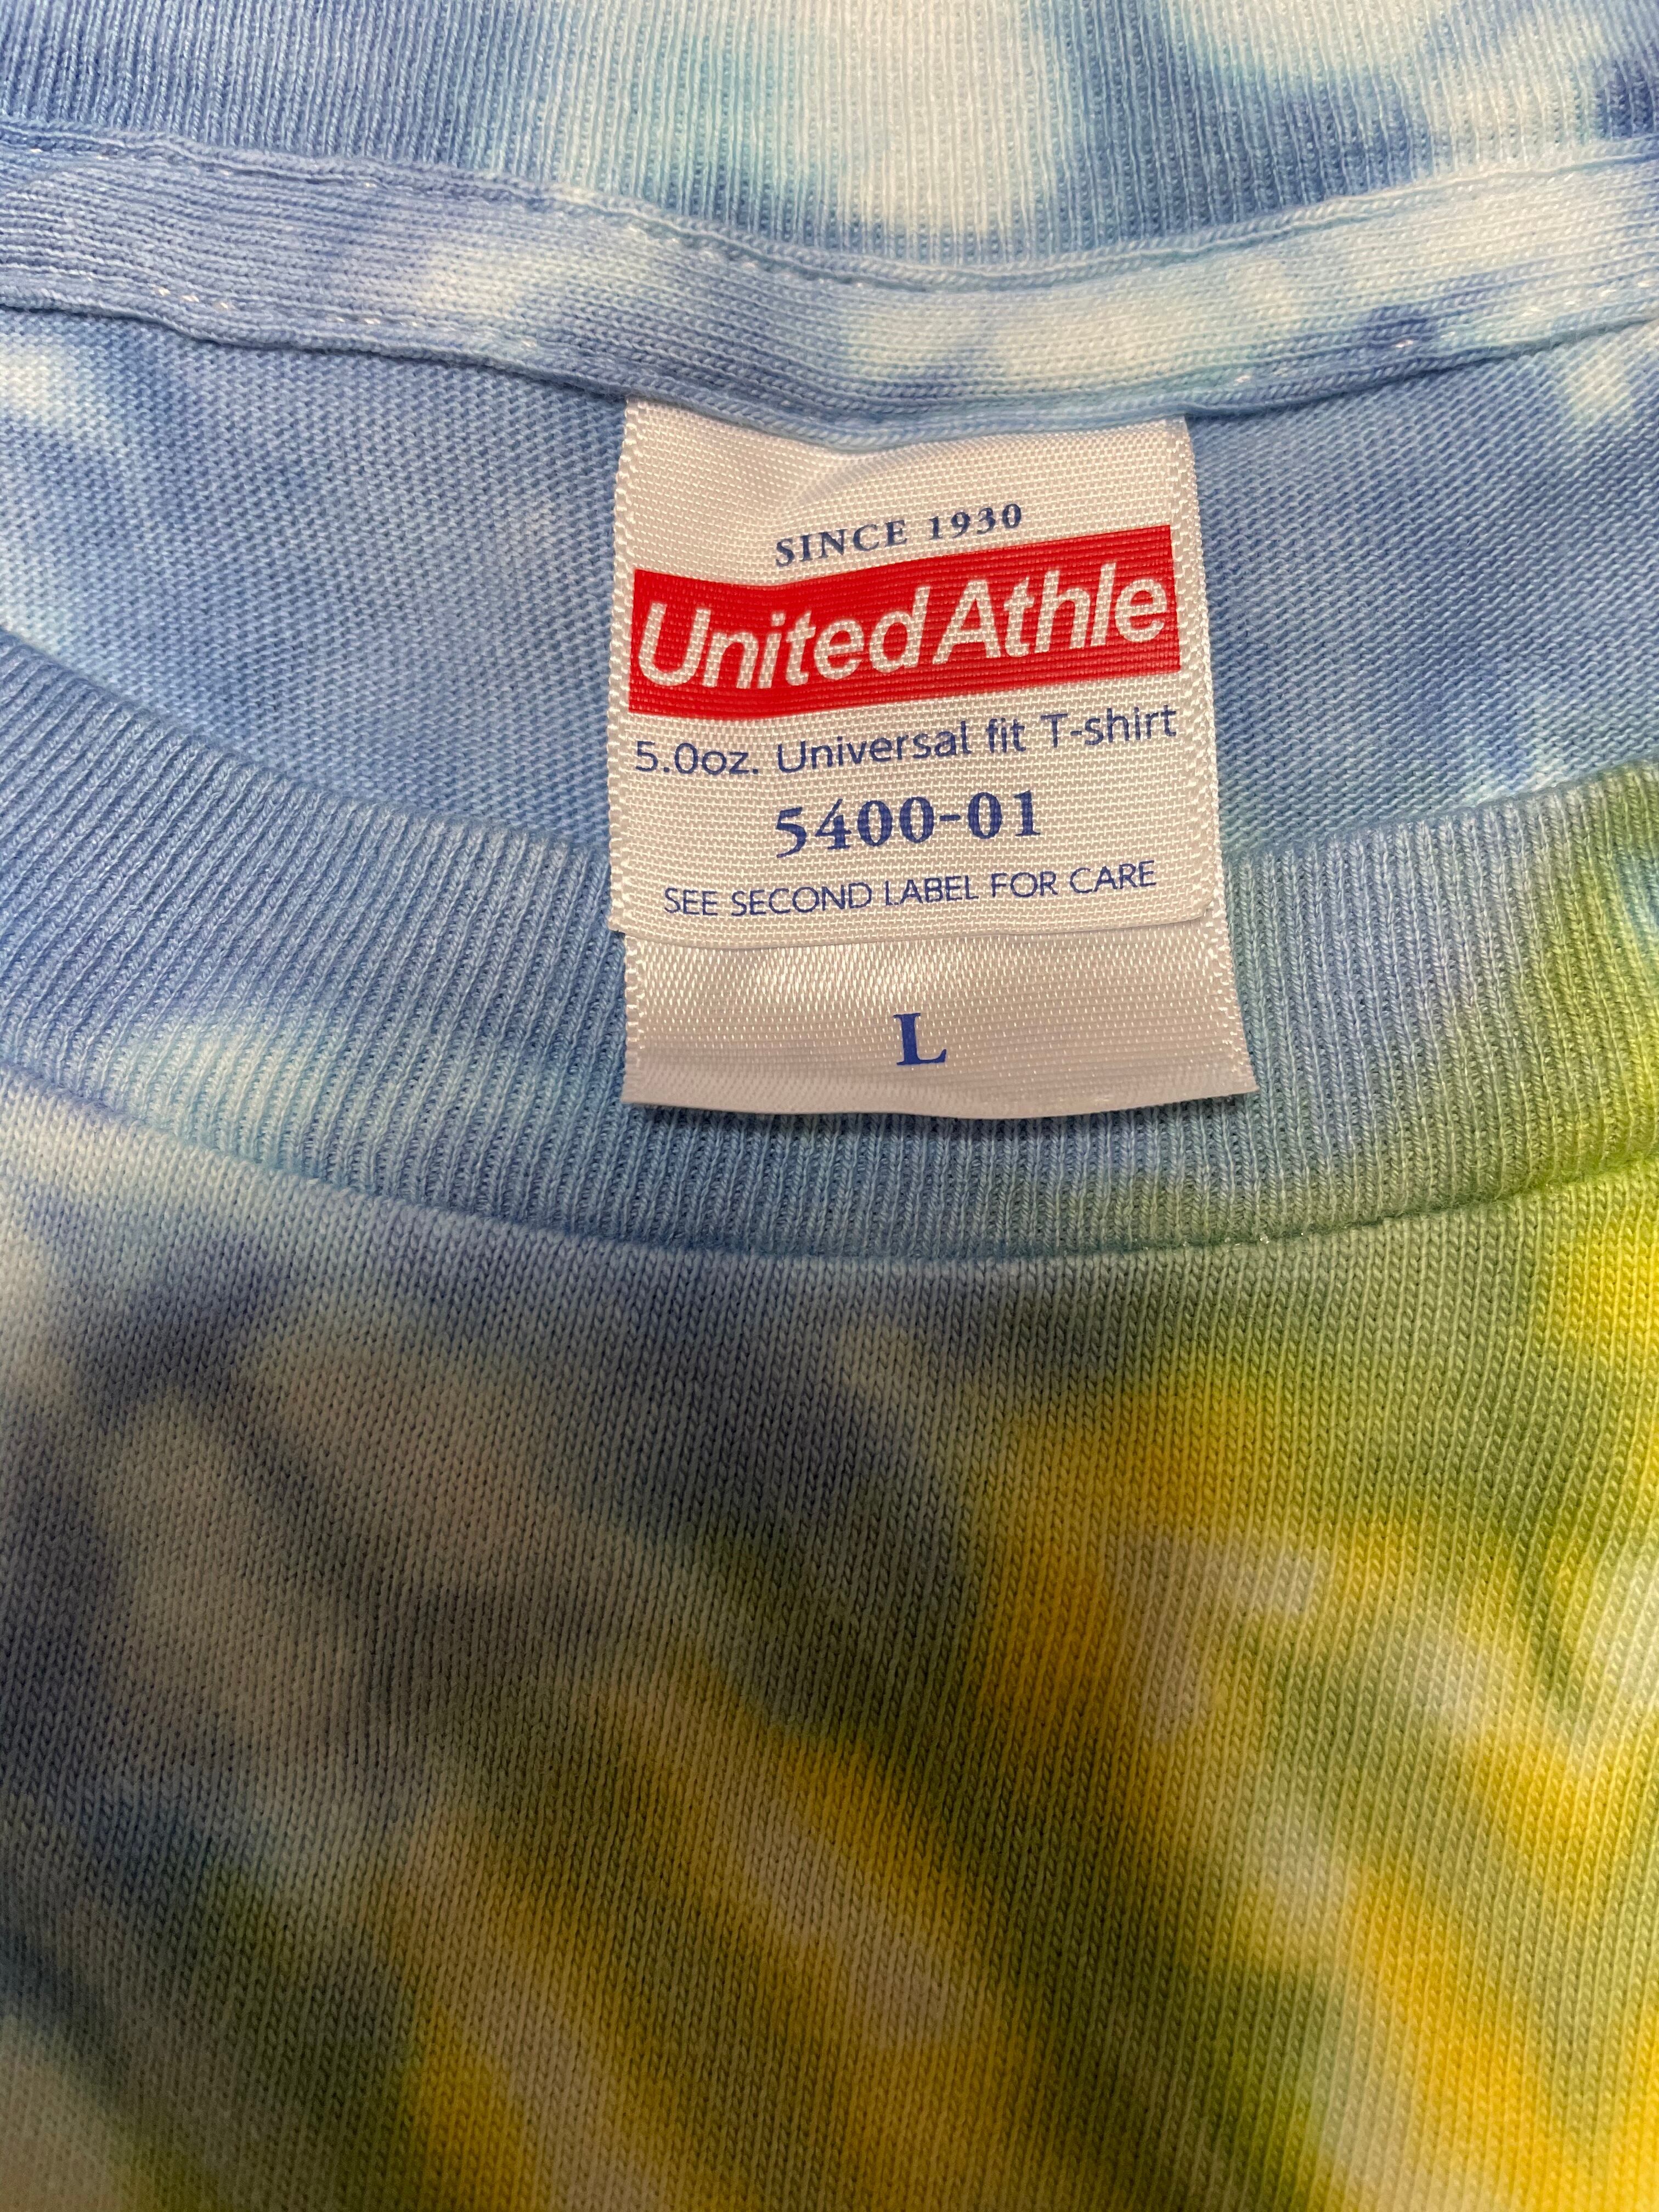 SINCE 1930
UnitedAthle
5.0oz. Universal fit T-shirt
5400-01
SEE SECOND LABEL FOR CARE
L